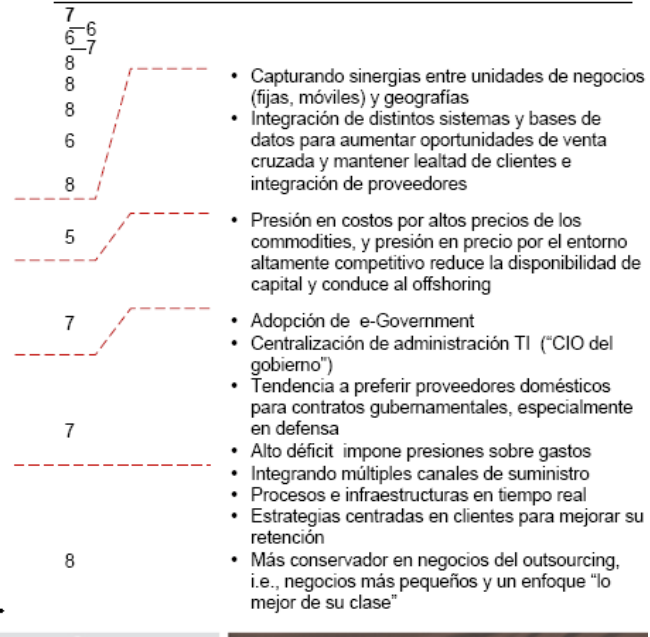 7
6
6
7
8
8
8
6
8
• Capturando sinergias entre unidades de negocios
(fijas, móviles) y geografías
• Integración de distintos sistemas y bases de
datos para aumentar oportunidades de venta
cruzada y mantener lealtad de clientes e
integración de proveedores
5
• Presión en costos por altos precios de los
commodities, y presión en precio por el entorno
altamente competitivo reduce la disponibilidad de
capital y conduce al offshoring
7
• Adopción de e-Government
• Centralización de administración TI (“CIO del
gobierno”)
• Tendencia a preferir proveedores domésticos
para contratos gubernamentales, especialmente
en defensa
7
• Alto déficit impone presiones sobre gastos
• Integrando múltiples canales de suministro
• Procesos e infraestructuras en tiempo real
• Estrategias centradas en clientes para mejorar su
retención
8
• Más conservador en negocios del outsourcing,
i.e., negocios más pequeños y un enfoque “lo
mejor de su clase”